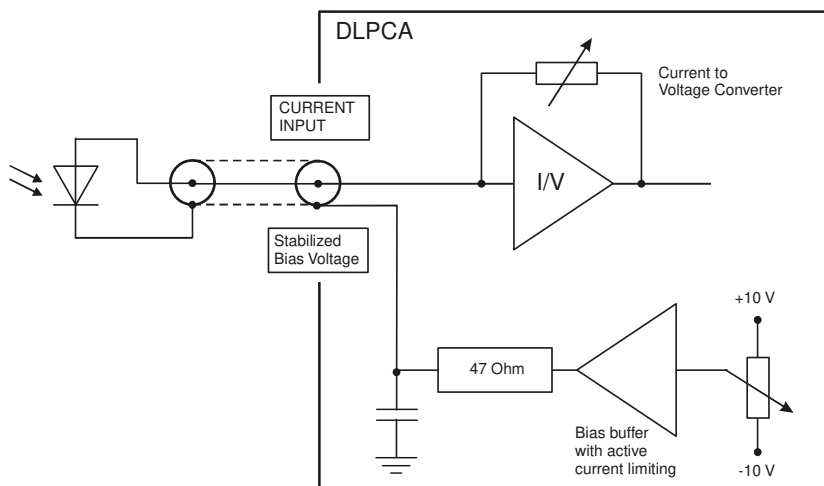 DLPCA
CURRENT
INPUT
Current to
Voltage Converter
I/V
Stabilized
Bias Voltage
+10 V
47 Ohm
Bias buffer
with active
current limiting
-10 V